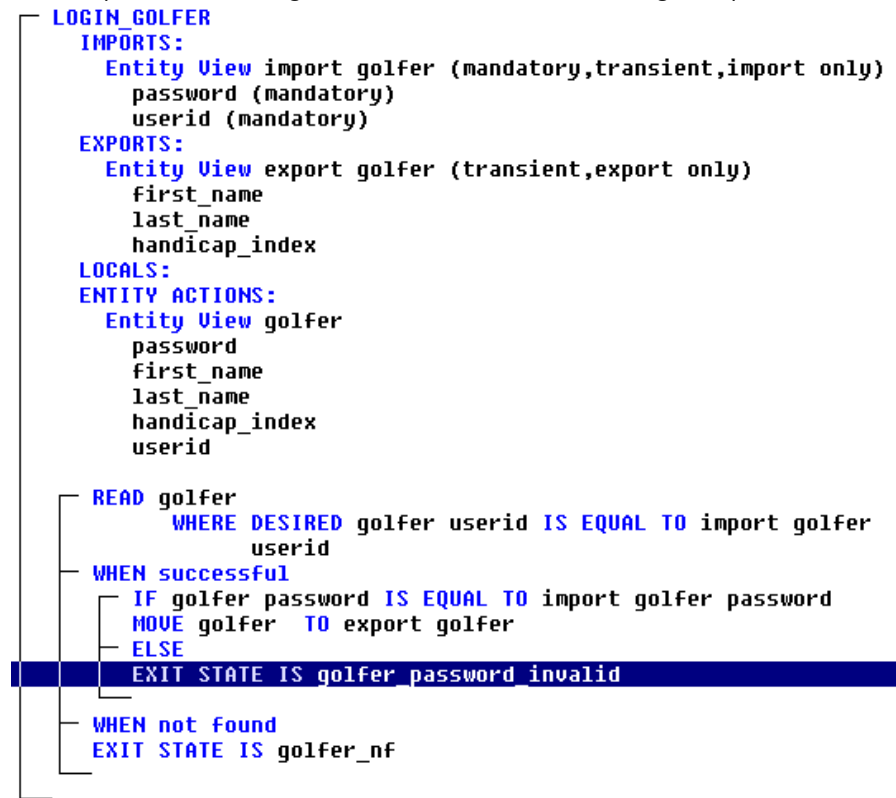 LOGIN_GOLFER
IMPORTS:
Entity View import golfer (mandatory,transient,import only)
password (mandatory)
userid (mandatory)
EXPORTS:
Entity View export golfer (transient,export only)
first_name
last_name
handicap_index
LOCALS:
ENTITY ACTIONS:
Entity View golfer
password
first_name
last_name
handicap_index
userid
READ golfer
WHERE DESIRED golfer userid IS EQUAL TO import golfer
userid
WHEN successful
IF golfer password IS EQUAL TO import golfer password
MOVE golfer TO export golfer
ELSE
EXIT STATE IS golfer_password_invalid
WHEN not found
EXIT STATE IS golfer_nf